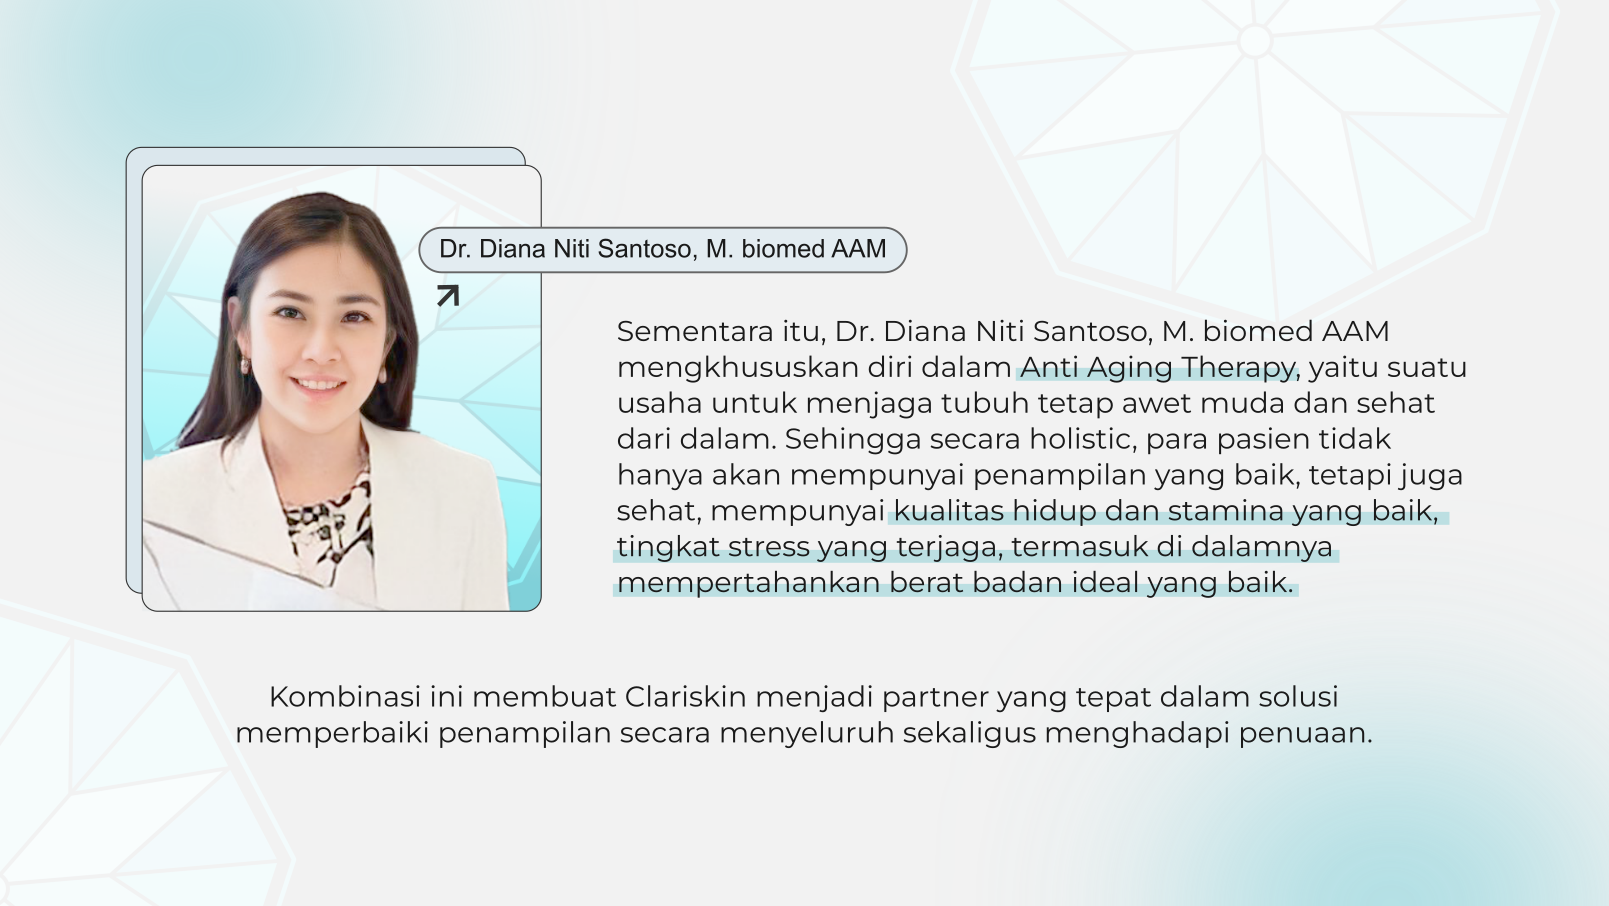 Dr. Diana Niti Santoso, M. biomed AAM
Sementara itu, Dr. Diana Niti Santoso, M. biomed AAM
mengkhususkan diri dalam Anti Aging Therapy, yaitu suatu
usaha untuk menjaga tubuh tetap awet muda dan sehat
dari dalam. Sehingga secara holistic, para pasien tidak
hanya akan mempunyai penampilan yang baik, tetapi juga
sehat, mempunyai kualitas hidup dan stamina yang baik,
tingkat stress yang terjaga, termasuk di dalamnya
mempertahankan berat badan ideal yang baik.
Kombinasi ini membuat Clariskin menjadi partner yang tepat dalam solusi
memperbaiki penampilan secara menyeluruh sekaligus menghadapi penuaan.